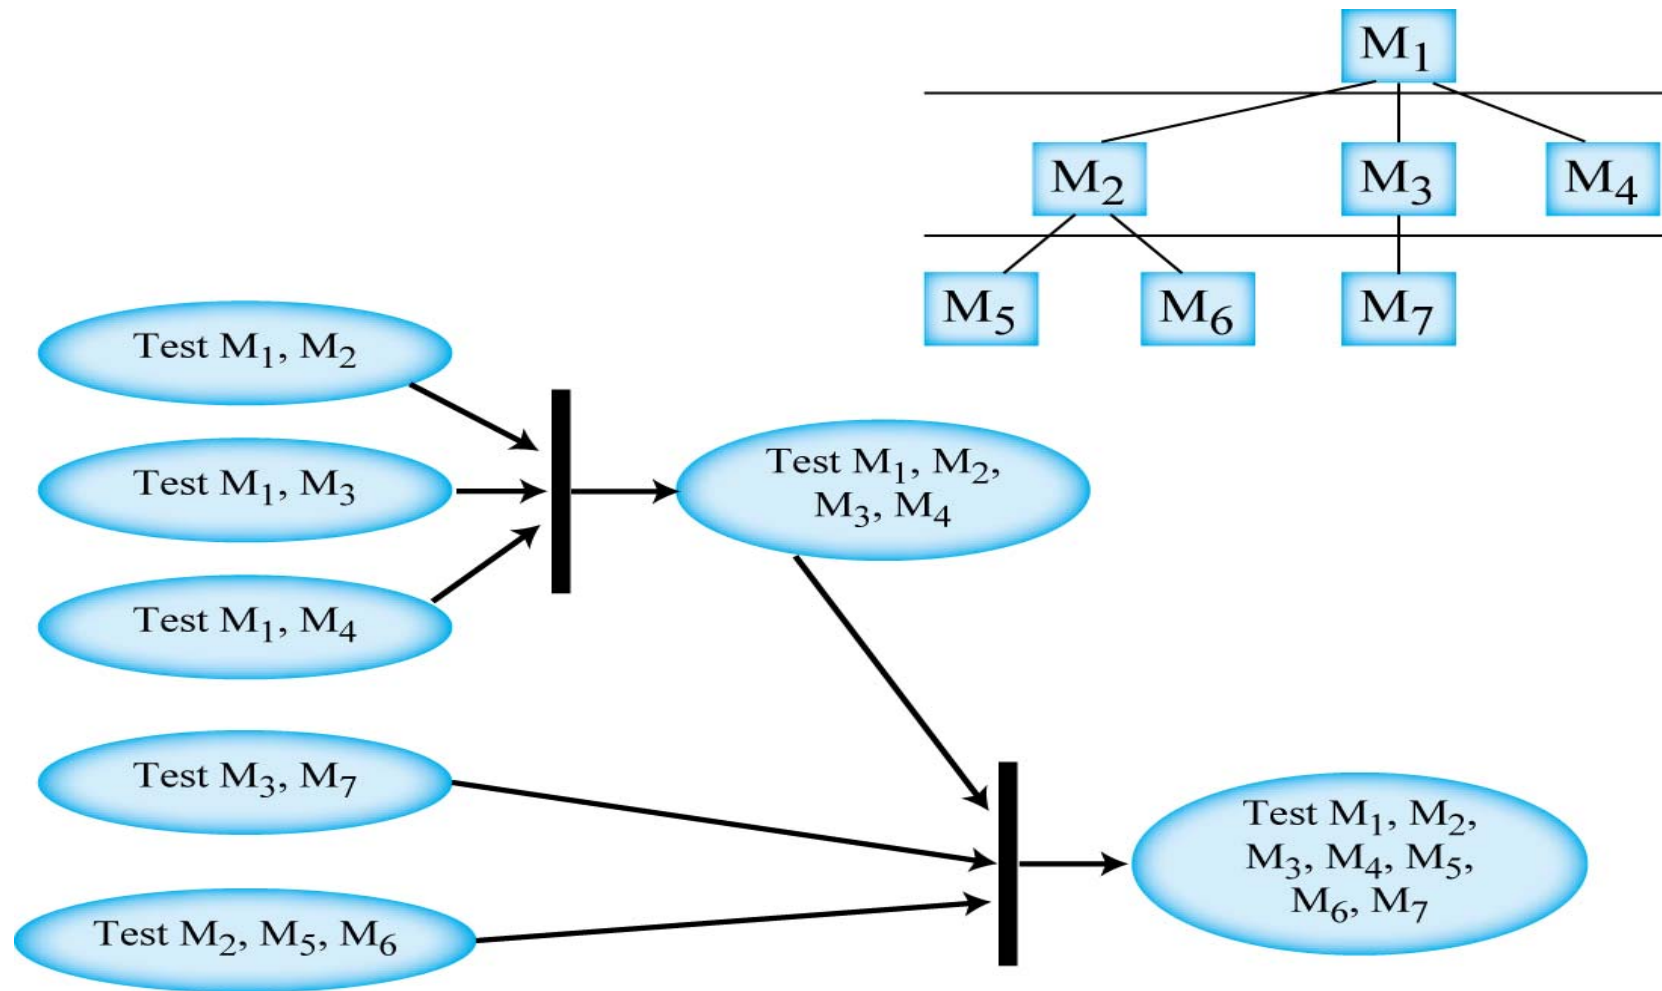 M₁
M₂ M₃ M₄
M₅ M₆ M₇
Test M₁, M₂
Test M₁, M₃
Test M₁, M₄
Test M₁, M₂,
M₃, M₄
Test M₃, M₇
Test M₂, M₅, M₆
Test M₁, M₂,
M₃, M₄, M₅,
M₆, M₇